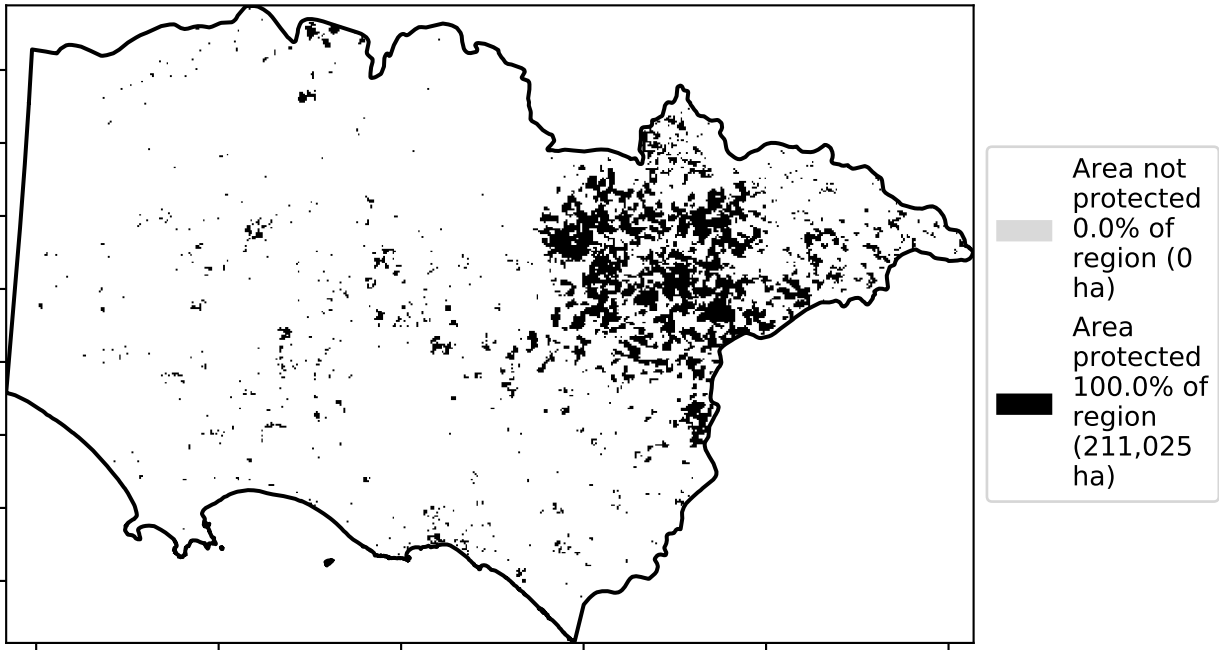 Area not
protected
0.0% of
region (0
ha)
Area
protected
100.0% of
region
(211,025
ha)